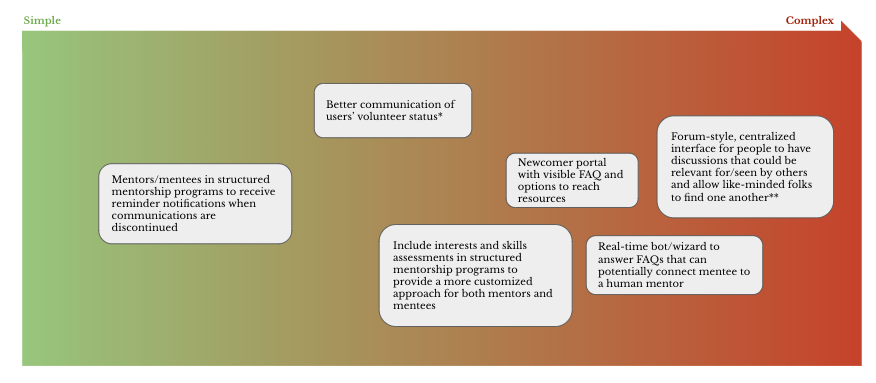 Simple
Complex
Better communication of
users' volunteer status*
Forum-style, centralized
interface for people to have
discussions that could be
relevant for/seen by others
and allow like-minded folks
to find one another**
Newcomer portal
with visible FAQ and
options to reach
resources
Mentors/mentees in structured
mentorship programs to receive
reminder notifications when
communications are
discontinued
Include interests and skills
assessments in structured
mentorship programs to
provide a more customized
approach for both mentors and
mentees
Real-time bot/wizard to
answer FAQs that can
potentially connect mentee to
a human mentor